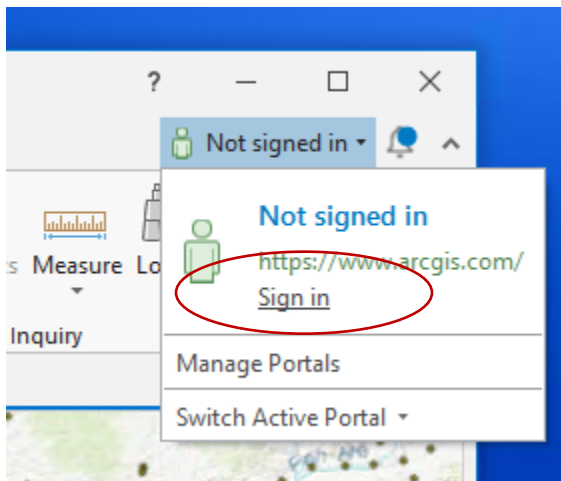 ?
Not signed in
Not signed in
https://www.arcgis.com/
Sign in
Measure Lo
Inquiry
Manage Portals
Switch Active Portal